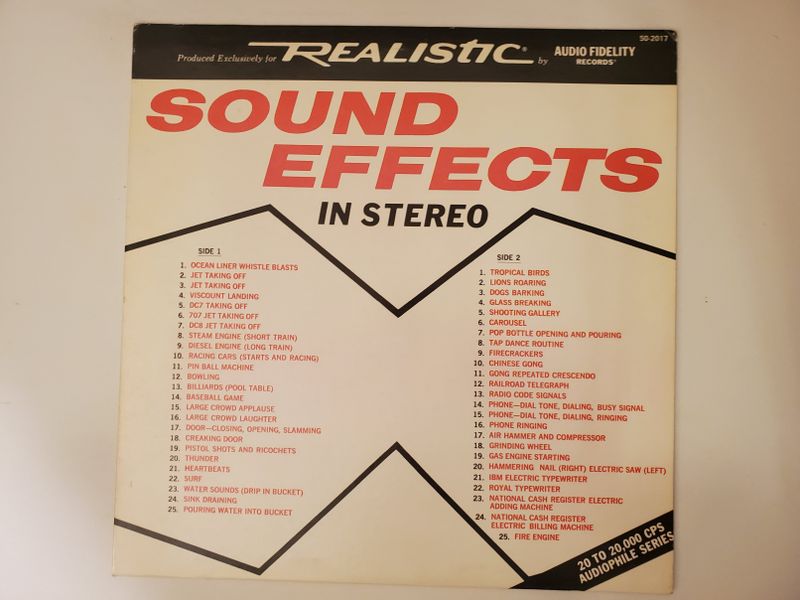 50-2017
Produced Exclusively for REALISTIC® by AUDIO FIDELITY RECORDS®
SOUND
EFFECTS
IN STEREO
SIDE 1
1. OCEAN LINER WHISTLE BLASTS
2. JET TAKING OFF
3. JET TAKING OFF
4. VISCOUNT LANDING
5. DC7 TAKING OFF
6. 707 JET TAKING OFF
7. DC8 JET TAKING OFF
8. STEAM ENGINE (SHORT TRAIN)
9. DIESEL ENGINE (LONG TRAIN)
10. RACING CARS (STARTS AND RACING)
11. PIN BALL MACHINE
12. BOWLING
13. BILLIARDS (POOL TABLE)
14. BASEBALL GAME
15. LARGE CROWD APPLAUSE
16. LARGE CROWD LAUGHTER
17. DOOR—CLOSING, OPENING, SLAMMING
18. CREAKING DOOR
19. PISTOL SHOTS AND RICOCHETS
20. THUNDER
21. HEARTBEATS
22. SURF
23. WATER SOUNDS (DRIP IN BUCKET)
24. SINK DRAINING
25. POURING WATER INTO BUCKET
SIDE 2
1. TROPICAL BIRDS
2. LIONS ROARING
3. DOGS BARKING
4. GLASS BREAKING
5. SHOOTING GALLERY
6. CAROUSEL
7. POP BOTTLE OPENING AND POURING
8. TAP DANCE ROUTINE
9. FIRECRACKERS
10. CHINESE GONG
11. GONG REPEATED CRESCENDO
12. RAILROAD TELEGRAPH
13. RADIO CODE SIGNALS
14. PHONE—DIAL TONE, DIALING, BUSY SIGNAL
15. PHONE—DIAL TONE, DIALING, RINGING
16. PHONE RINGING
17. AIR HAMMER AND COMPRESSOR
18. GRINDING WHEEL
19. GAS ENGINE STARTING
20. HAMMERING NAIL (RIGHT) ELECTRIC SAW (LEFT)
21. IBM ELECTRIC TYPEWRITER
22. ROYAL TYPEWRITER
23. NATIONAL CASH REGISTER ELECTRIC
ADDING MACHINE
24. NATIONAL CASH REGISTER
ELECTRIC BILLING MACHINE
25. FIRE ENGINE
20 TO 20,000 CPS
AUDIOPHILE SERIES